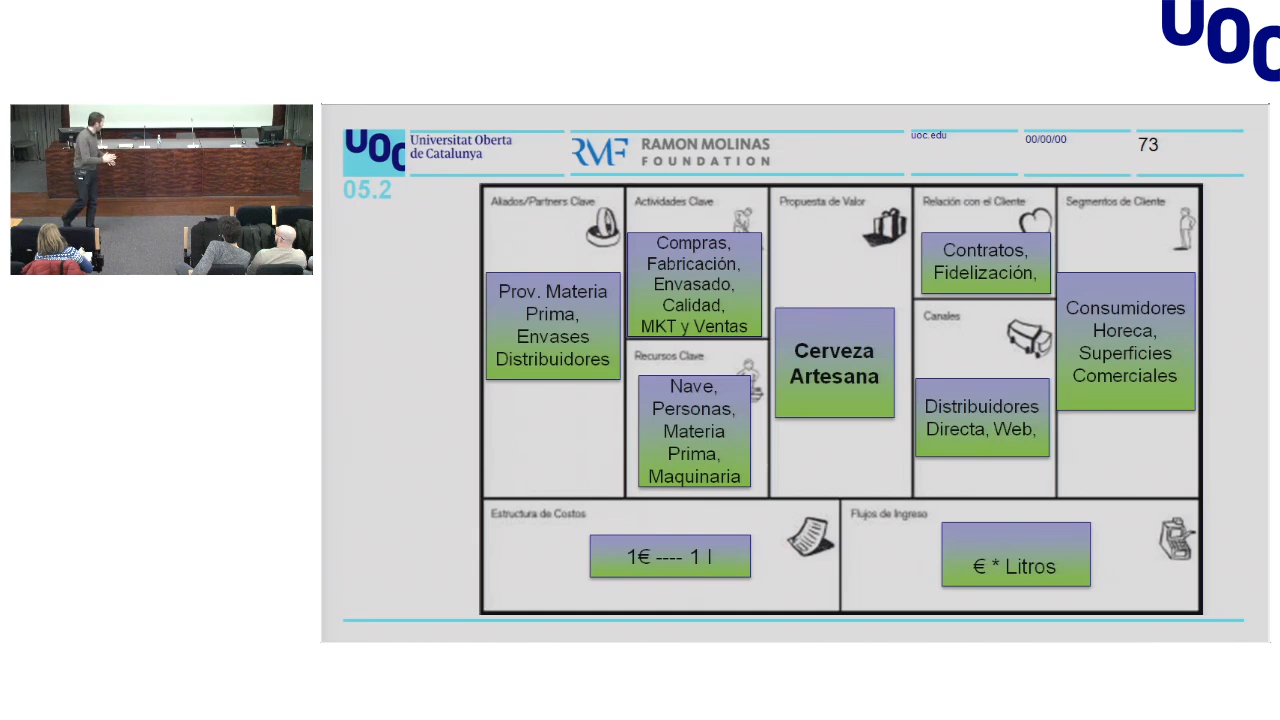 UOC
UOC
Universitat Oberta
de Catalunya
RMF
RAMON MOLINAS
FOUNDATION
uoc.edu
00/00/00
73
05.2
Aliados/Partners Clave
Prov. Materia
Prima,
Envases
Distribuidores
Actividades Clave
Compras,
Fabricación,
Envasado,
Calidad,
MKT y Ventas
Recursos Clave
Nave,
Personas,
Materia
Prima,
Maquinaria
Propuesta de Valor
Cerveza
Artesana
Relación con el Cliente
Contratos,
Fidelización,
Canales
Distribuidores
Directa, Web,
Segmentos de Cliente
Consumidores
Horeca,
Superficies
Comerciales
Estructura de Costos
1€ ---- 1 l
Flujos de Ingreso
€ * Litros